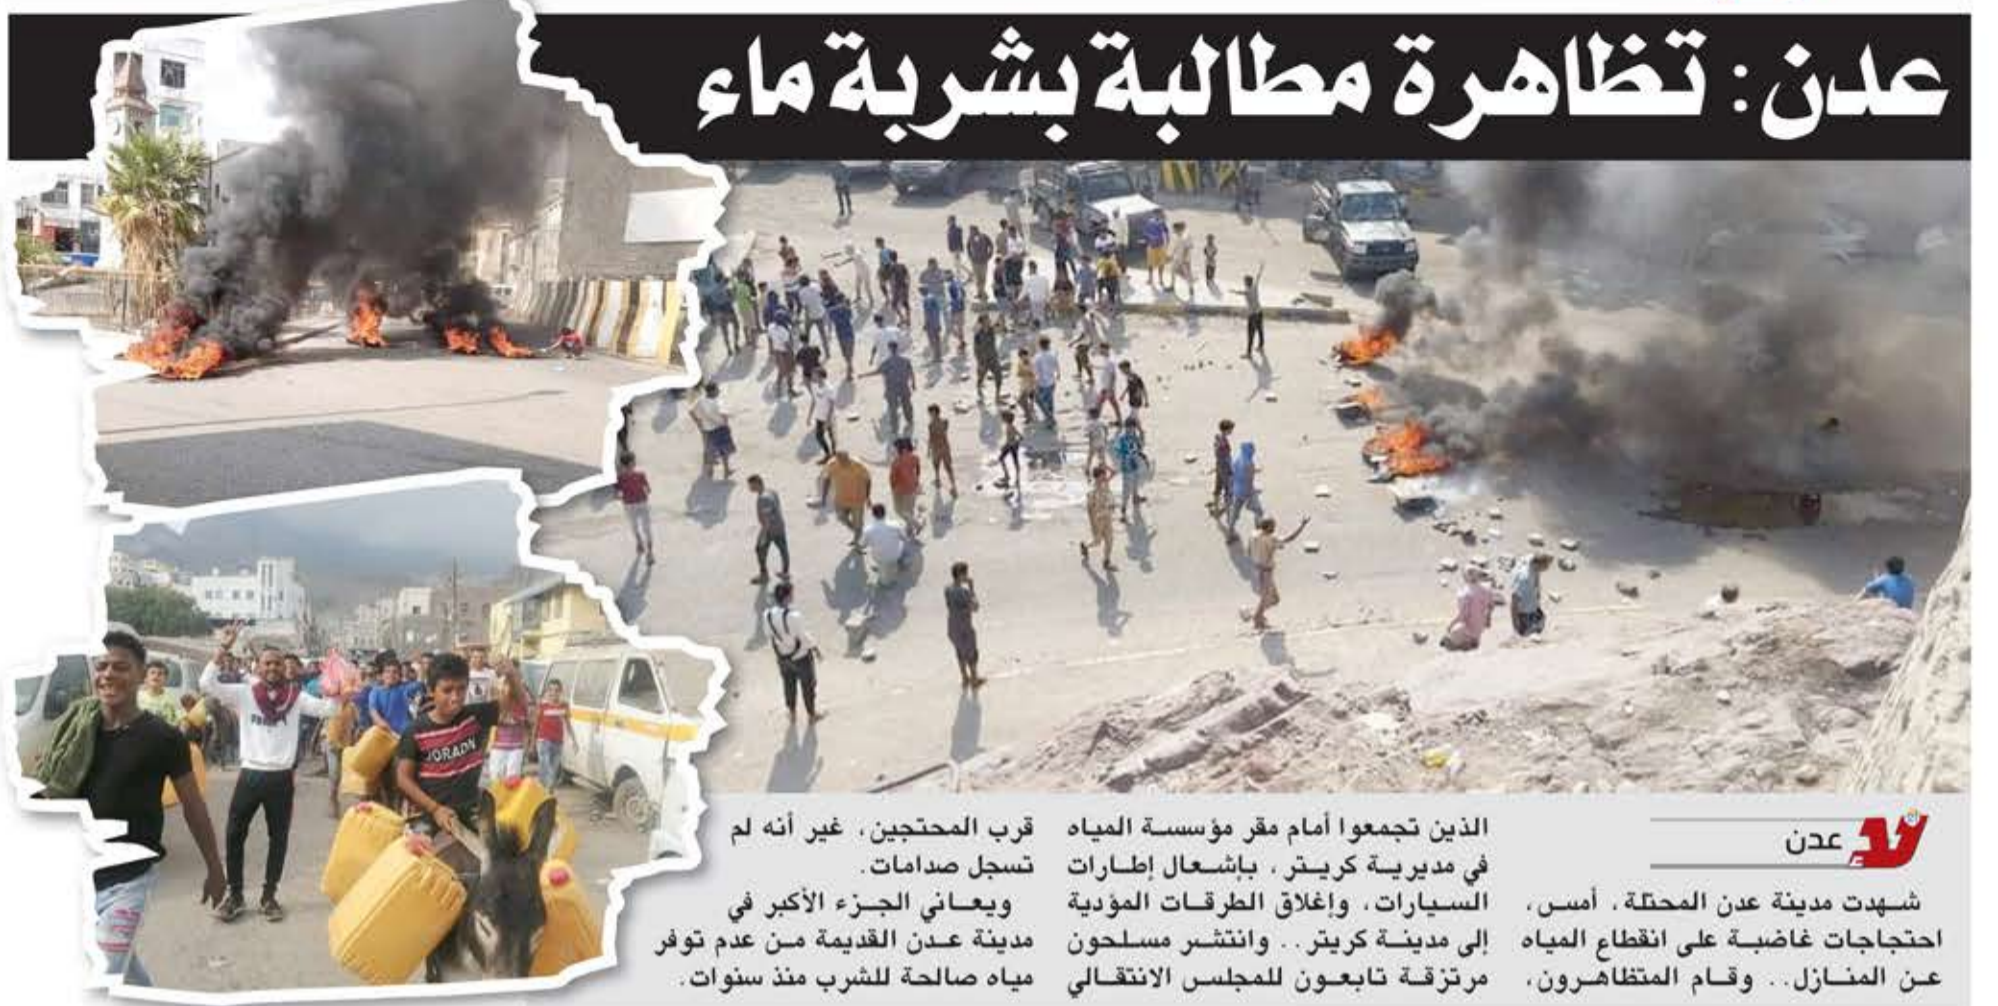 عدن: تظاهرة مطالبة بشربة ماء
عدن
شهدت مدينة عدن المحتلة، أمس،
احتجاجات غاضبة على انقطاع المياه
عن المنازل.. وقام المتظاهرون،
الذين تجمعوا أمام مقر مؤسسة المياه
في مديرية كريتر، بإشعال إطارات
السيارات، وإغلاق الطرقات المؤدية
إلى مدينة كريتر.. وانتشر مسلحون
مرتزقة تابعون للمجلس الانتقالي
قرب المحتجين، غير أنه لم
تسجل صدامات.
ويعاني الجزء الأكبر في
مدينة عدن القديمة من عدم توفر
مياه صالحة للشرب منذ سنوات.
JORADN